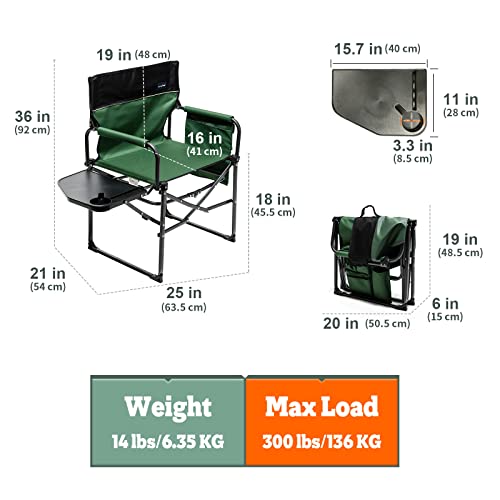 19 in (48 cm)
36 in
(92 cm)
16 in
(41 cm)
18 in
(45.5 cm)
21 in
(54 cm)
25 in
(63.5 cm)
15.7 in (40 cm)
11 in
(28 cm)
3.3 in
(8.5 cm)
19 in
(48.5 cm)
6 in
(15 cm)
20 in (50.5 cm)
Weight
14 lbs/6.35 KG
Max Load
300 lbs/136 KG